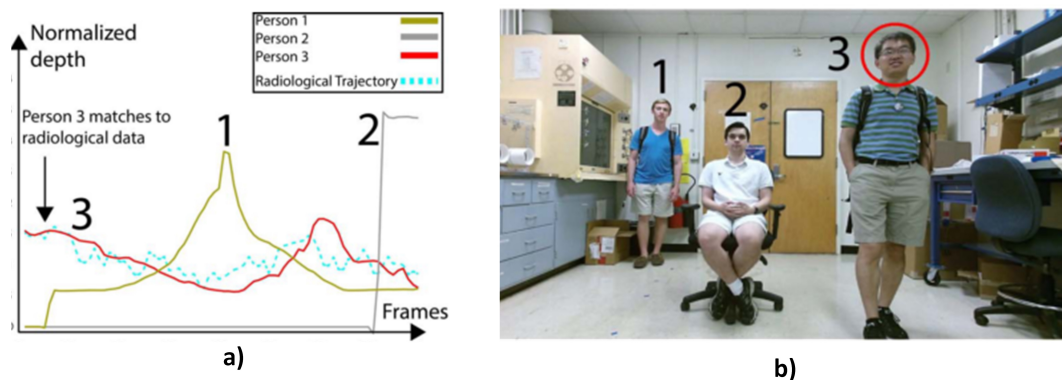 Normalized
depth
Person 1
Person 2
Person 3
Radiological Trajectory
Person 3 matches to
radiological data
1
2
3
Frames
a)
1
2
3
b)